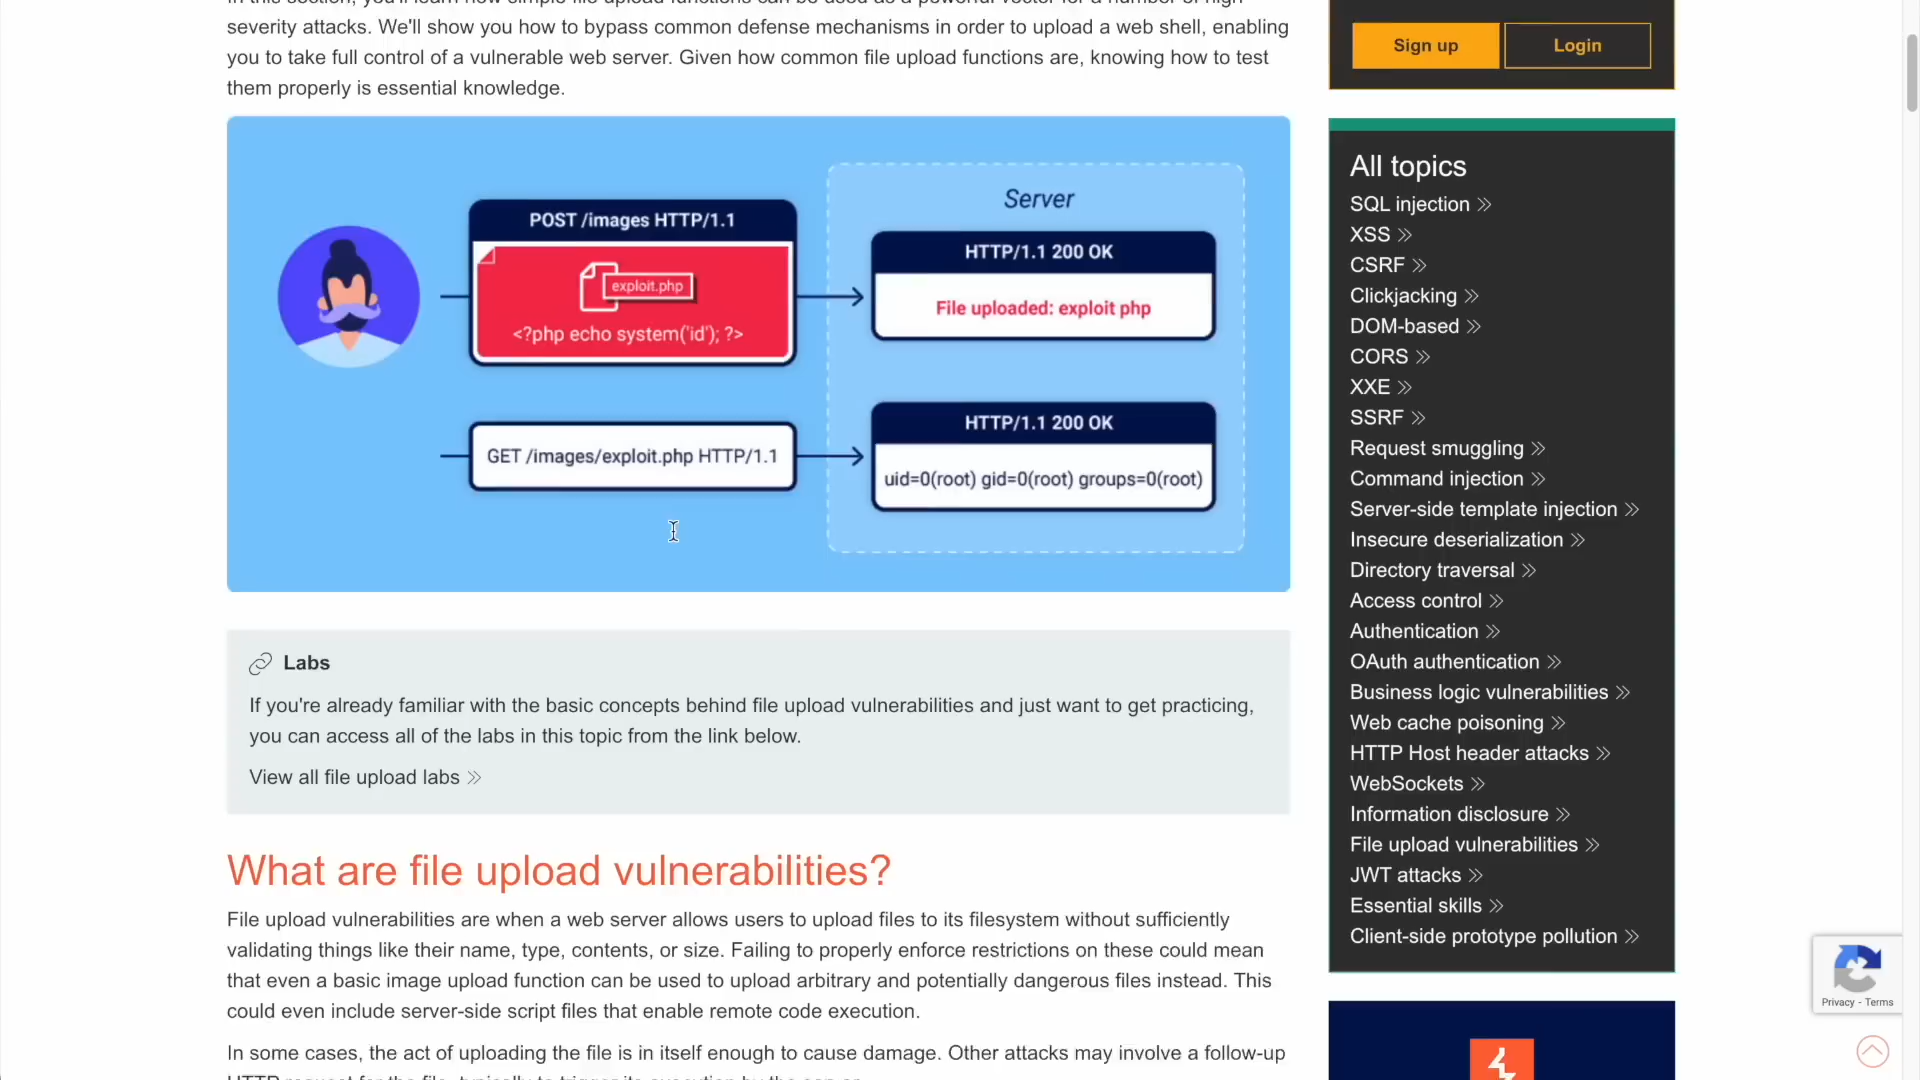 severity attacks. We'll show you how to bypass common defense mechanisms in order to upload a web shell, enabling
you to take full control of a vulnerable web server. Given how common file upload functions are, knowing how to test
them properly is essential knowledge.
POST /images HTTP/1.1
exploit.php
<?php echo system('id'); ?>
Server
HTTP/1.1 200 OK
File uploaded: exploit php
GET /images/exploit.php HTTP/1.1
HTTP/1.1 200 OK
uid=0(root) gid=0(root) groups=0(root)
Labs
If you're already familiar with the basic concepts behind file upload vulnerabilities and just want to get practicing,
you can access all of the labs in this topic from the link below.
View all file upload labs
What are file upload vulnerabilities?
File upload vulnerabilities are when a web server allows users to upload files to its filesystem without sufficiently
validating things like their name, type, contents, or size. Failing to properly enforce restrictions on these could mean
that even a basic image upload function can be used to upload arbitrary and potentially dangerous files instead. This
could even include server-side script files that enable remote code execution.
In some cases, the act of uploading the file is in itself enough to cause damage. Other attacks may involve a follow-up
Sign up
Login
All topics
SQL injection
XSS
CSRF
Clickjacking
DOM-based
CORS
XXE
SSRF
Request smuggling
Command injection
Server-side template injection
Insecure deserialization
Directory traversal
Access control
Authentication
OAuth authentication
Business logic vulnerabilities
Web cache poisoning
HTTP Host header attacks
WebSockets
Information disclosure
File upload vulnerabilities
JWT attacks
Essential skills
Client-side prototype pollution
Privacy - Terms